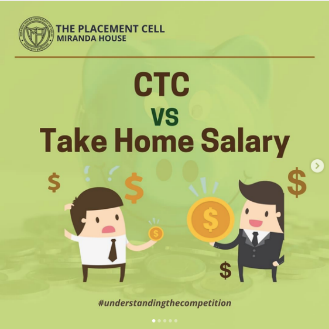 THE PLACEMENT CELL
MIRANDA HOUSE
CTC
VS
Take Home Salary
$ $ $ $ $ $
#understandingthecompetition